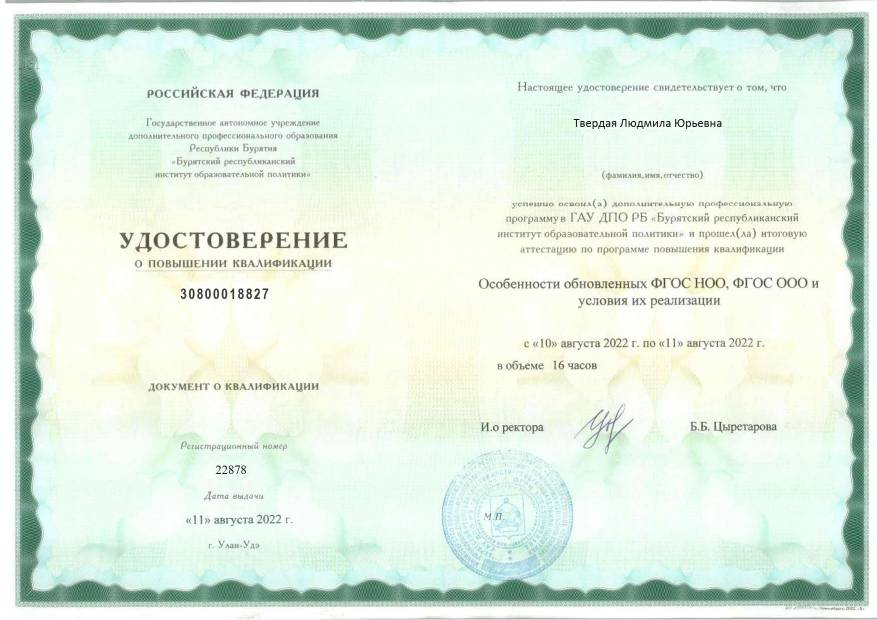 РОССИЙСКАЯ ФЕДЕРАЦИЯ
Государственное автономное учреждение
дополнительного профессионального образования
Республики Бурятия
«Бурятский республиканский
институт образовательной политики»
УДОСТОВЕРЕНИЕ
О ПОВЫШЕНИИ КВАЛИФИКАЦИИ
30800018827
ДОКУМЕНТ О КВАЛИФИКАЦИИ
Регистрационный номер
22878
Дата выдачи
«11» августа 2022 г.
г. Улан-Удэ
Настоящее удостоверение свидетельствует о том, что
Твердая Людмила Юрьевна
(фамилия,имя,отчество)
успешно освоил(а) дополнительную профессиональную
программу в ГАУ ДПО РБ «Бурятский республиканский
институт образовательной политики» и прошел(ла) итоговую
аттестацию по программе повышения квалификации
Особенности обновленных ФГОС НОО, ФГОС ООО и
условия их реализации
с «10» августа 2022 г. по «11» августа 2022 г.
в объеме 16 часов
И.о ректора
Б.Б. Цыретарова
М.П.